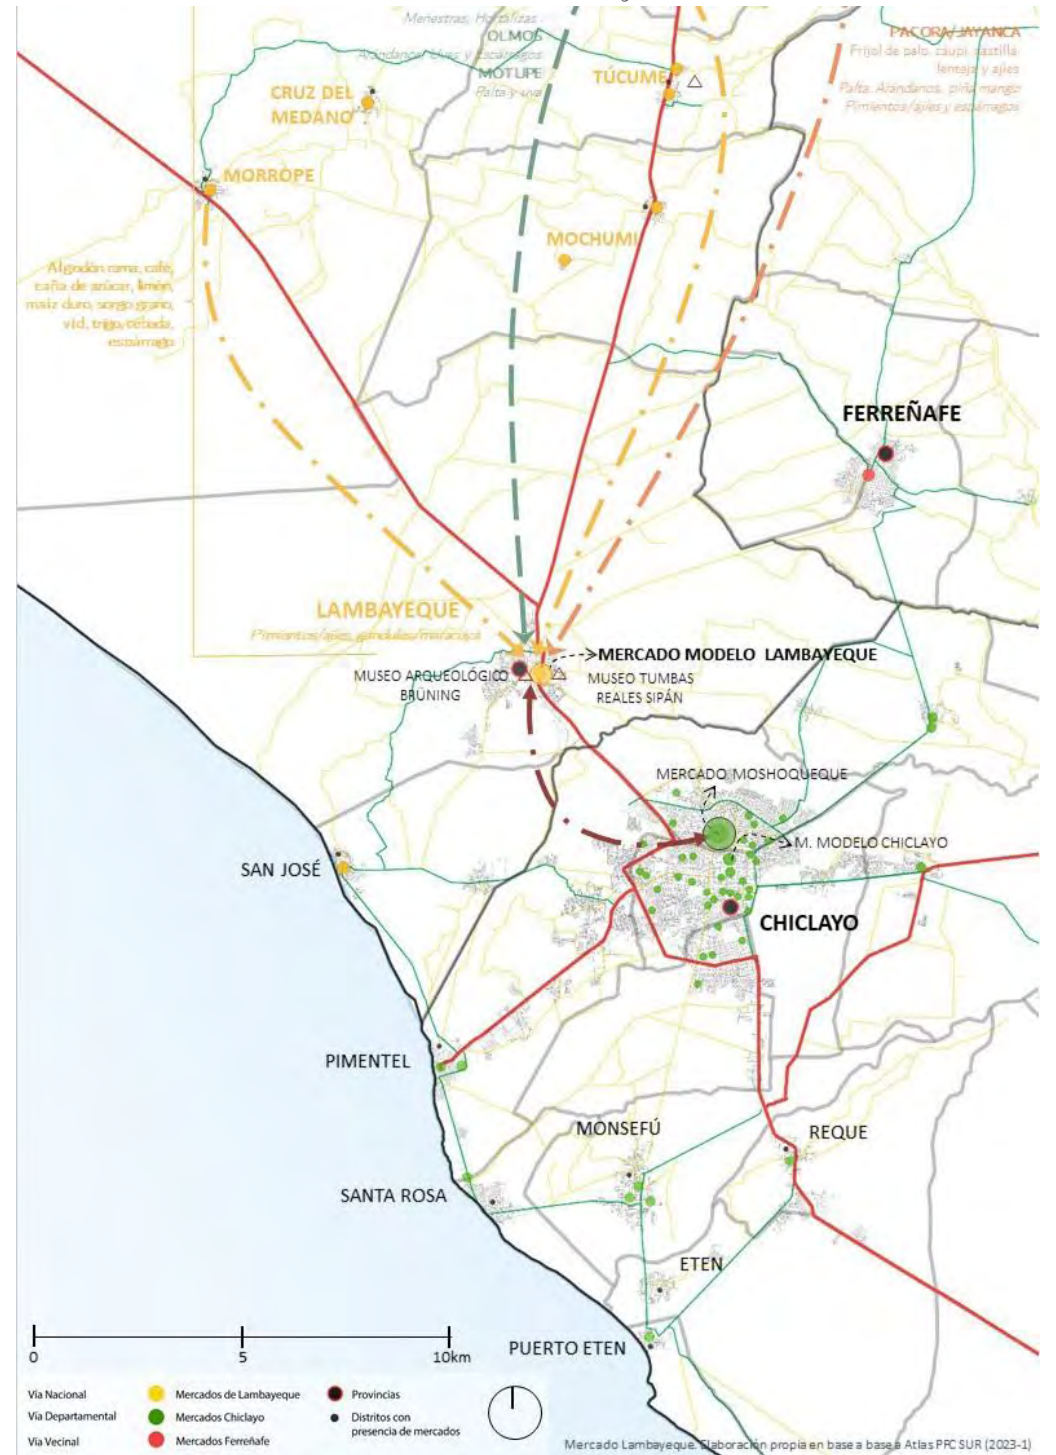 Menestras, Hortalizas.
OLMOS
Arándanos, Uvas y Espárragos
MOTUPE
Palta y uva
PACORA/JAYANCA
Frijol de palo, caupi, castilla,
lenteja y ajíes
Palta, Arándanos, piña mango
Pimientos/ajíes y espárragos
TÚCUME
CRUZ DEL
MEDANO
MORROPE
MOCHUMI
Algodón rama, café,
caña de azúcar, limón,
maíz duro, sorgo grano,
vid, trigo, cebada,
espárrago
FERREÑAFE
LAMBAYEQUE
Pimientos/ajíes, gandules/maracuyá
MERCADO MODELO LAMBAYEQUE
MUSEO ARQUEOLÓGICO
BRÜNING
MUSEO TUMBAS
REALES SIPÁN
MERCADO MOSHOQUEQUE
M. MODELO CHICLAYO
SAN JOSÉ
CHICLAYO
PIMENTEL
MONSEFÚ
REQUE
SANTA ROSA
ETEN
PUERTO ETEN
0 5 10km
Vía Nacional
Vía Departamental
Vía Vecinal
Mercados de Lambayeque
Mercados Chiclayo
Mercados Ferreñafe
Provincias
Distritos con
presencia de mercados
Mercado Lambayeque. Elaboración propia en base a base a Atlas PFC SUR (2023-1)